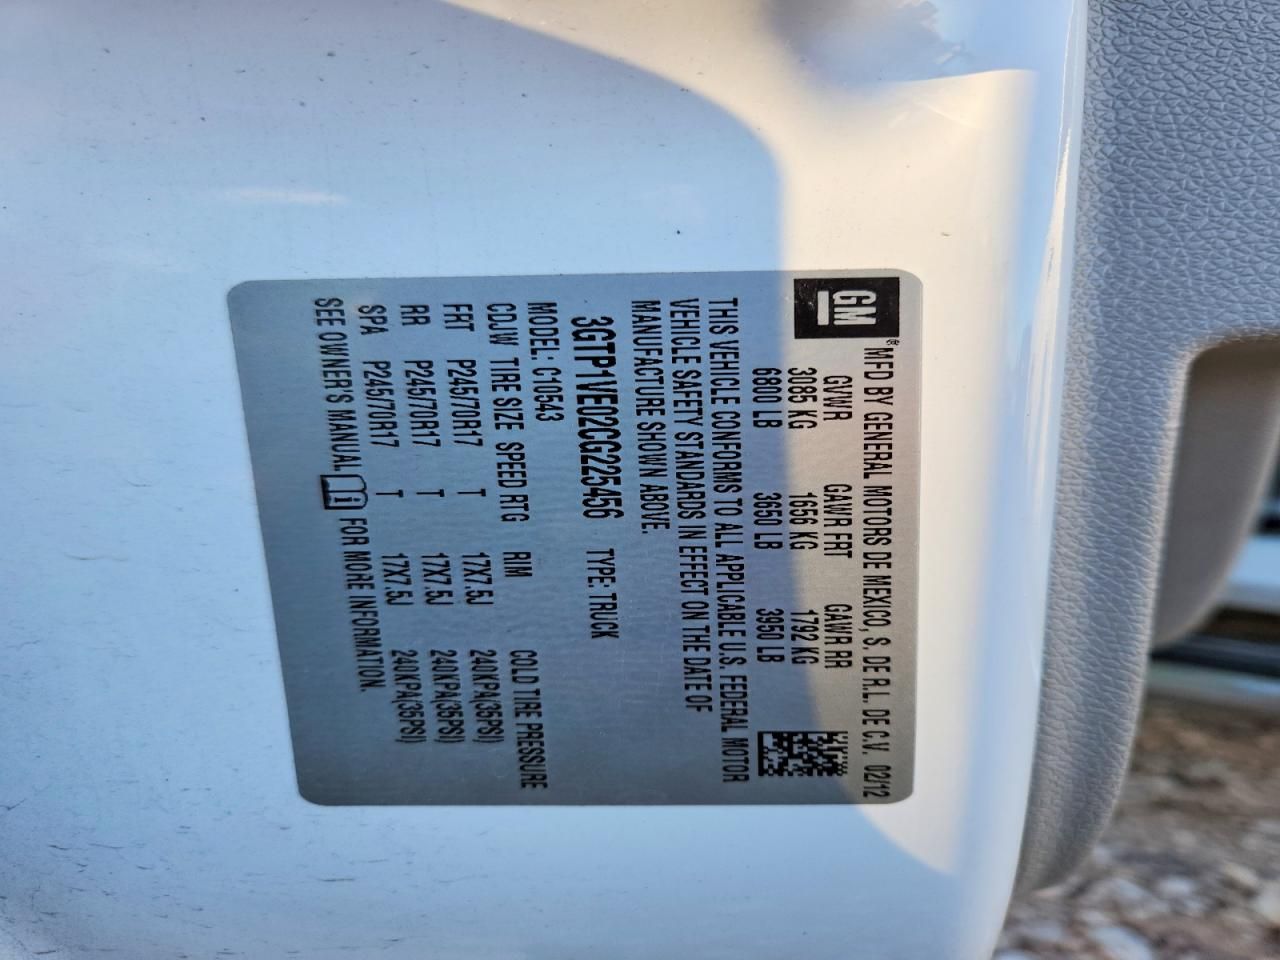 GM
®MFD BY GENERAL MOTORS DE MEXICO, S. DE R.L. DE C.V. 02/12
GVWR GAWR FRT GAWR RR
3085 KG 1656 KG 1792 KG
6800 LB 3650 LB 3950 LB
THIS VEHICLE CONFORMS TO ALL APPLICABLE U.S. FEDERAL MOTOR
VEHICLE SAFETY STANDARDS IN EFFECT ON THE DATE OF
MANUFACTURE SHOWN ABOVE.
3GTP1VE02CG225456 TYPE: TRUCK
MODEL: C10543
CDJW TIRE SIZE SPEED RTG RIM COLD TIRE PRESSURE
FRT P245/70R17 T 17X7.5J 240KPA(35PSI)
RR P245/70R17 T 17X7.5J 240KPA(35PSI)
SPA P245/70R17 T 17X7.5J 240KPA(35PSI)
SEE OWNER'S MANUAL i FOR MORE INFORMATION.